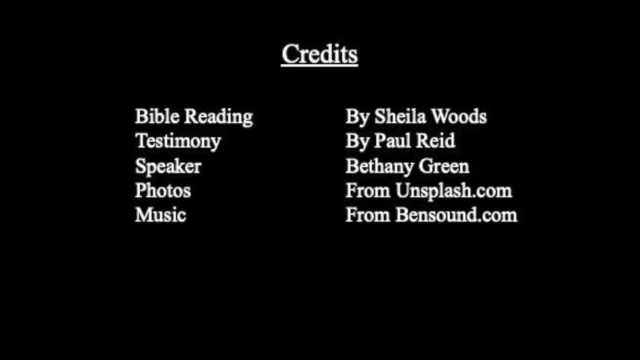 Credits
Bible Reading By Sheila Woods
Testimony By Paul Reid
Speaker Bethany Green
Photos From Unsplash.com
Music From Bensound.com